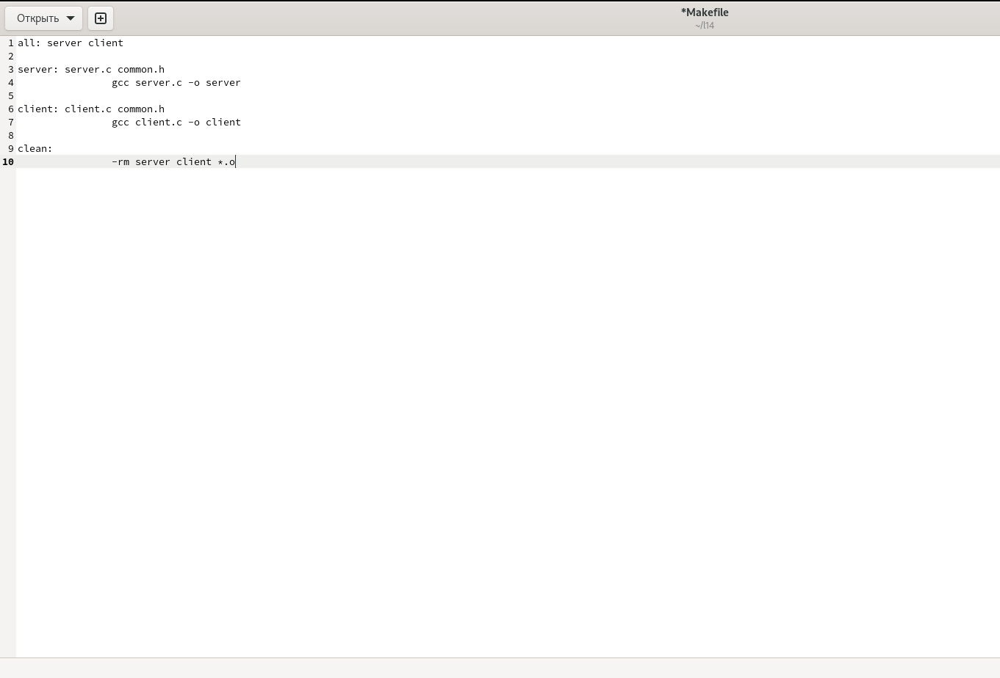 Открыть
*Makefile
~/l14
1 all: server client
2
3 server: server.c common.h
4 		gcc server.c -o server
5
6 client: client.c common.h
7 		gcc client.c -o client
8
9 clean:
10 		-rm server client *.o